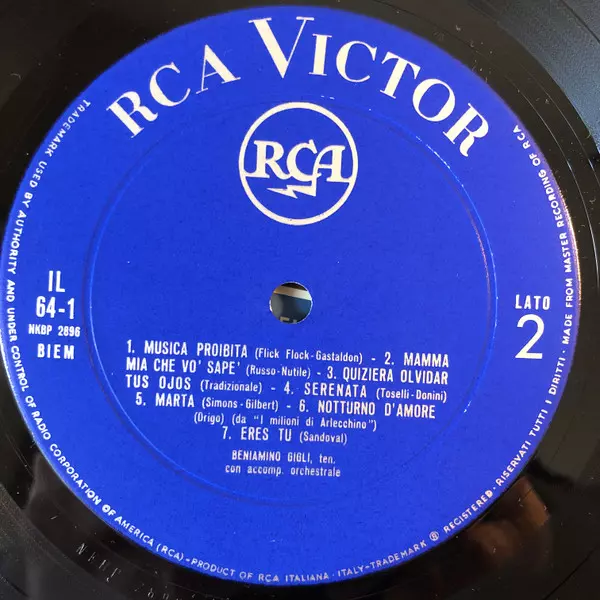 RCA VICTOR
RCA
IL
64-1
NKBP 2896
BIEM
LATO
2
1. MUSICA PROIBITA (Flick Flock-Gastaldon) - 2. MAMMA
MIA CHE VO' SAPE' (Russo-Nutile) - 3. QUIZIERA OLVIDAR
TUS OJOS (Tradizionale) - 4. SERENATA (Toselli-Donini)
5. MARTA (Simons-Gilbert) - 6. NOTTURNO D'AMORE
(Drigo) (da "I milioni di Arlecchino")
7. ERES TU (Sandoval)
BENIAMINO GIGLI, ten.
con accomp. orchestrale
TRADEMARK USED BY AUTHORITY AND UNDER CONTROL OF RADIO CORPORATION OF AMERICA (RCA) - PRODUCT OF RCA ITALIANA · ITALY - TRADEMARK ® REGISTERED · RISERVATI TUTTI I DIRITTI · MADE FROM MASTER RECORDING OF RCA